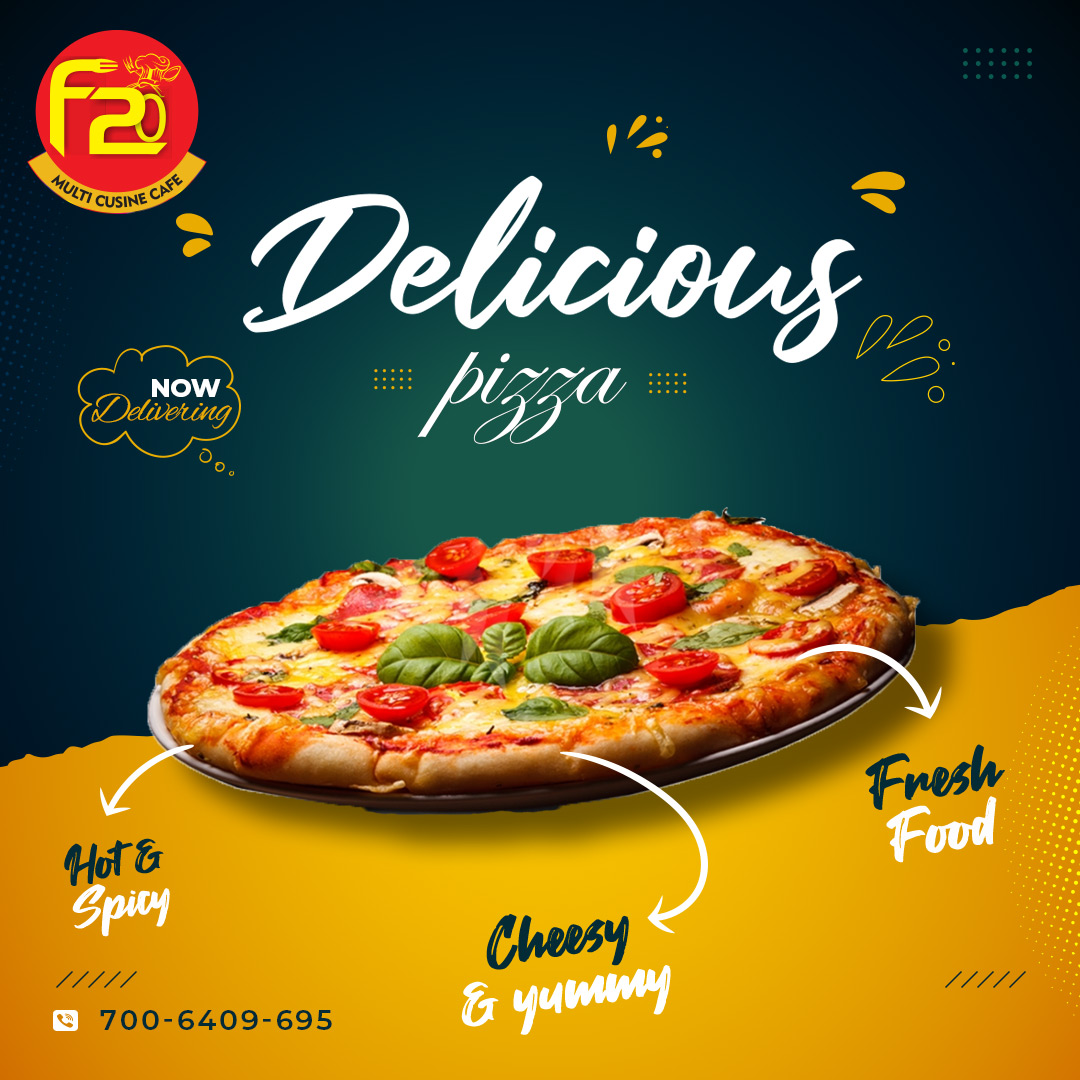 F20
MULTI CUSINE CAFE
Delicious
pizza
NOW
Delivering
Fresh
Food
Hot &
Spicy
Cheesy
& yummy
700-6409-695